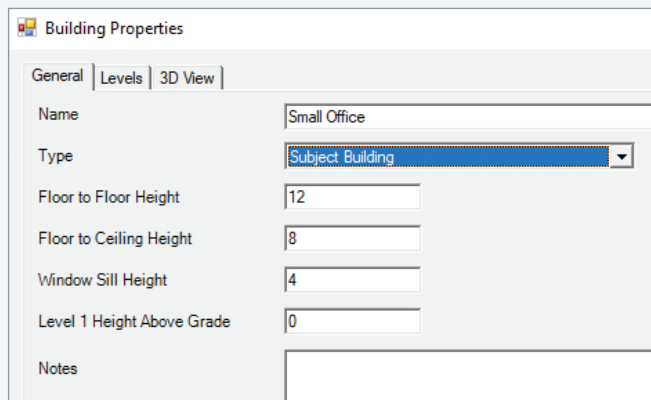 Building Properties
General Levels 3D View
Name Small Office
Type Subject Building
Floor to Floor Height 12
Floor to Ceiling Height 8
Window Sill Height 4
Level 1 Height Above Grade 0
Notes